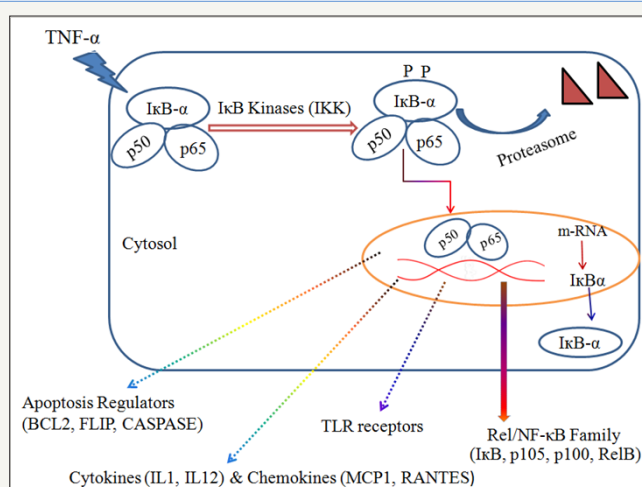 TNF-α
P P
IκB-α
IκB Kinases (IKK)
IκB-α
p50
p65
p50
p65
Proteasome
Cytosol
p50
p65
m-RNA
IκBα
IκB-α
Apoptosis Regulators
(BCL2, FLIP, CASPASE)
TLR receptors
Rel/NF-κB Family
(IκB, p105, p100, RelB)
Cytokines (IL1, IL12) & Chemokines (MCP1, RANTES)